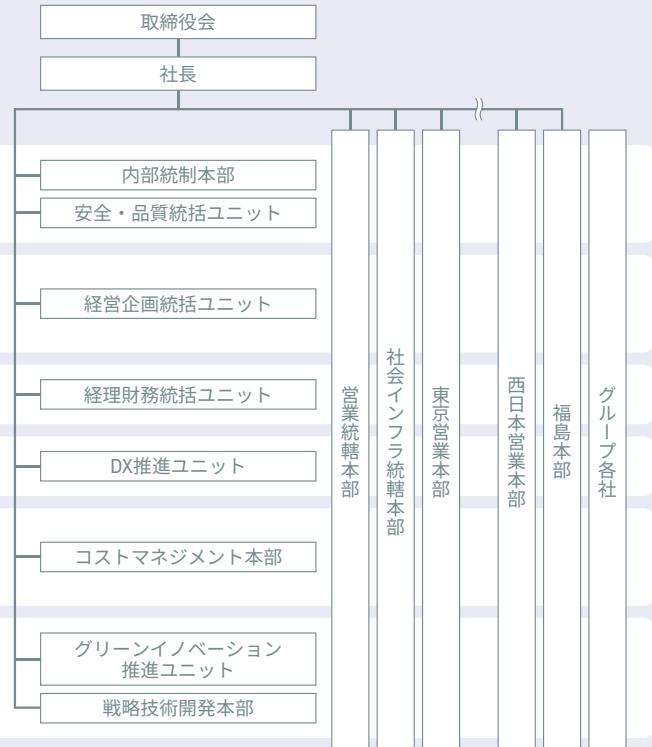 取締役会
社長
内部統制本部
安全・品質統括ユニット
経営企画統括ユニット
経理財務統括ユニット
DX推進ユニット
コストマネジメント本部
グリーンイノベーション
推進ユニット
戦略技術開発本部
営業統轄本部
社会インフラ統轄本部
東京営業本部
西日本営業本部
福島本部
グループ各社